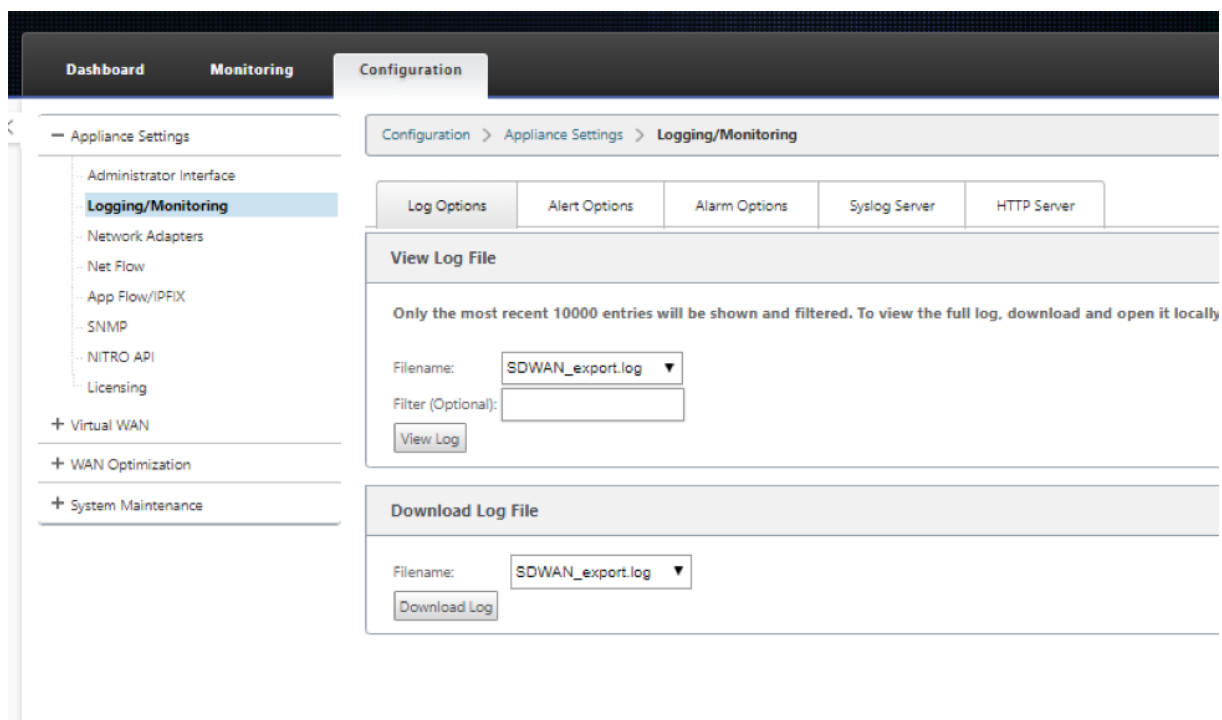 Dashboard Monitoring Configuration
Appliance Settings
Administrator Interface
Logging/Monitoring
Network Adapters
Net Flow
App Flow/IPFIX
SNMP
NITRO API
Licensing
Virtual WAN
WAN Optimization
System Maintenance
Configuration > Appliance Settings > Logging/Monitoring
Log Options Alert Options Alarm Options Syslog Server HTTP Server
View Log File
Only the most recent 10000 entries will be shown and filtered. To view the full log, download and open it locally
Filename: SDWAN_export.log
Filter (Optional):
View Log
Download Log File
Filename: SDWAN_export.log
Download Log